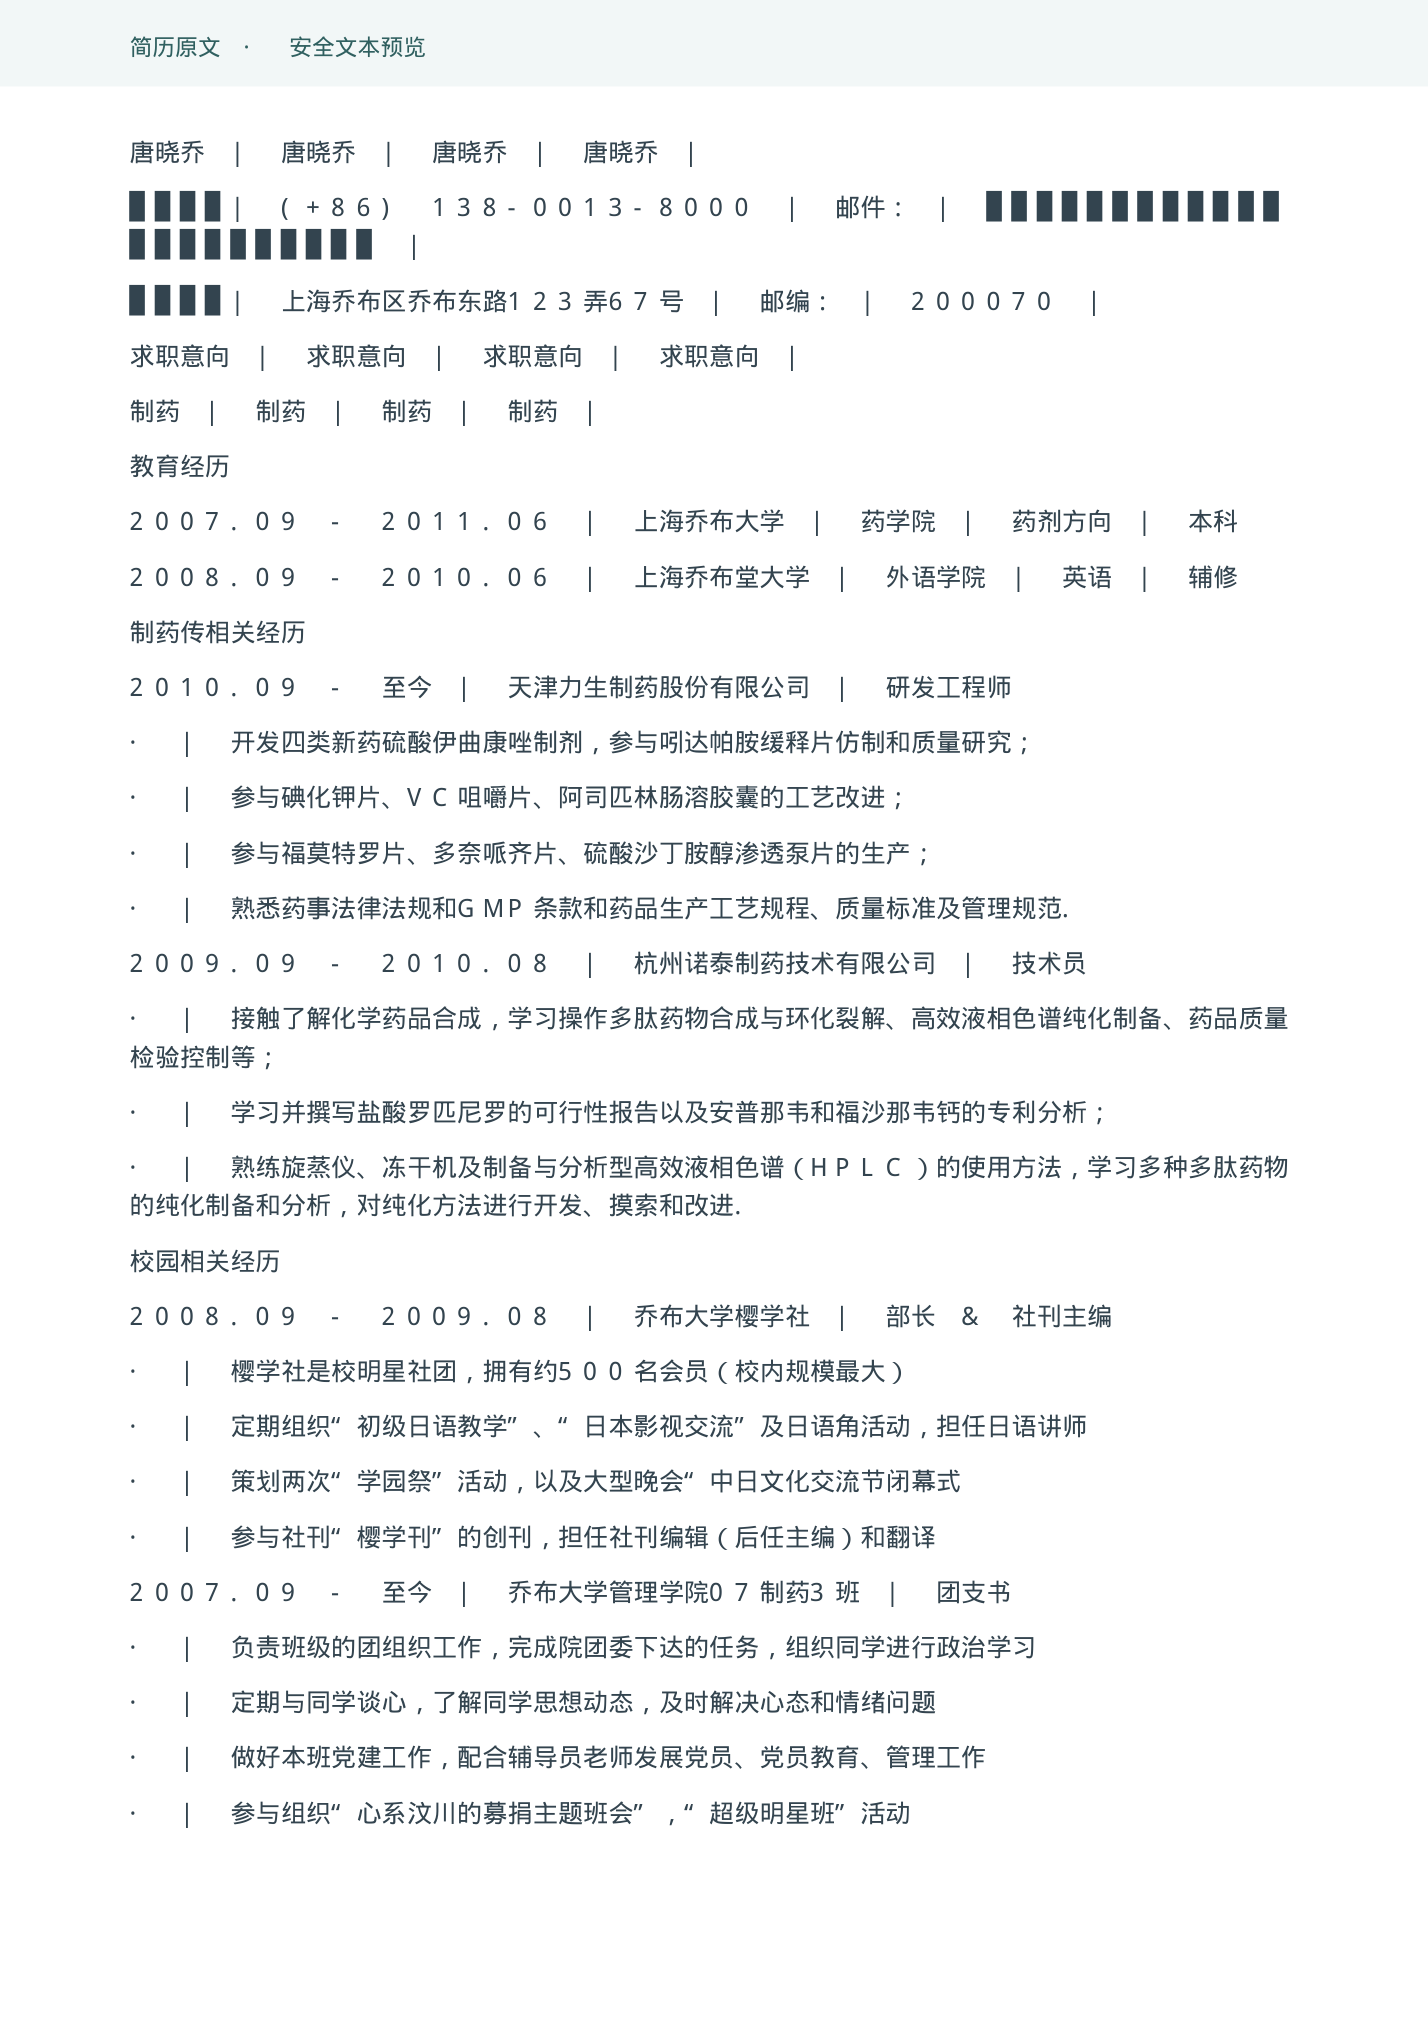 简历原文 · 安全文本预览
唐晓乔 | 唐晓乔 | 唐晓乔 | 唐晓乔 |
| (+86) 138-0013-8000 | 邮件: |
|
| 上海乔布区乔布东路123弄67号 | 邮编: | 200070 |
求职意向 | 求职意向 | 求职意向 | 求职意向 |
制药 | 制药 | 制药 | 制药 |
教育经历
2007.09 - 2011.06 | 上海乔布大学 | 药学院 | 药剂方向 | 本科
2008.09 - 2010.06 | 上海乔布堂大学 | 外语学院 | 英语 | 辅修
制药传相关经历
2010.09 - 至今 | 天津力生制药股份有限公司 | 研发工程师
· | 开发四类新药硫酸伊曲康唑制剂,参与吲达帕胺缓释片仿制和质量研究;
· | 参与碘化钾片、VC咀嚼片、阿司匹林肠溶胶囊的工艺改进;
· | 参与福莫特罗片、多奈哌齐片、硫酸沙丁胺醇渗透泵片的生产;
· | 熟悉药事法律法规和GMP条款和药品生产工艺规程、质量标准及管理规范.
2009.09 - 2010.08 | 杭州诺泰制药技术有限公司 | 技术员
· | 接触了解化学药品合成,学习操作多肽药物合成与环化裂解、高效液相色谱纯化制备、药品质量
检验控制等;
· | 学习并撰写盐酸罗匹尼罗的可行性报告以及安普那韦和福沙那韦钙的专利分析;
· | 熟练旋蒸仪、冻干机及制备与分析型高效液相色谱(HPLC)的使用方法,学习多种多肽药物
的纯化制备和分析,对纯化方法进行开发、摸索和改进.
校园相关经历
2008.09 - 2009.08 | 乔布大学樱学社 | 部长 & 社刊主编
· | 樱学社是校明星社团,拥有约500名会员(校内规模最大)
· | 定期组织“初级日语教学”、“日本影视交流”及日语角活动,担任日语讲师
· | 策划两次“学园祭”活动,以及大型晚会“中日文化交流节闭幕式
· | 参与社刊“樱学刊”的创刊,担任社刊编辑(后任主编)和翻译
2007.09 - 至今 | 乔布大学管理学院07制药3班 | 团支书
· | 负责班级的团组织工作,完成院团委下达的任务,组织同学进行政治学习
· | 定期与同学谈心,了解同学思想动态,及时解决心态和情绪问题
· | 做好本班党建工作,配合辅导员老师发展党员、党员教育、管理工作
· | 参与组织“心系汶川的募捐主题班会”,“超级明星班”活动